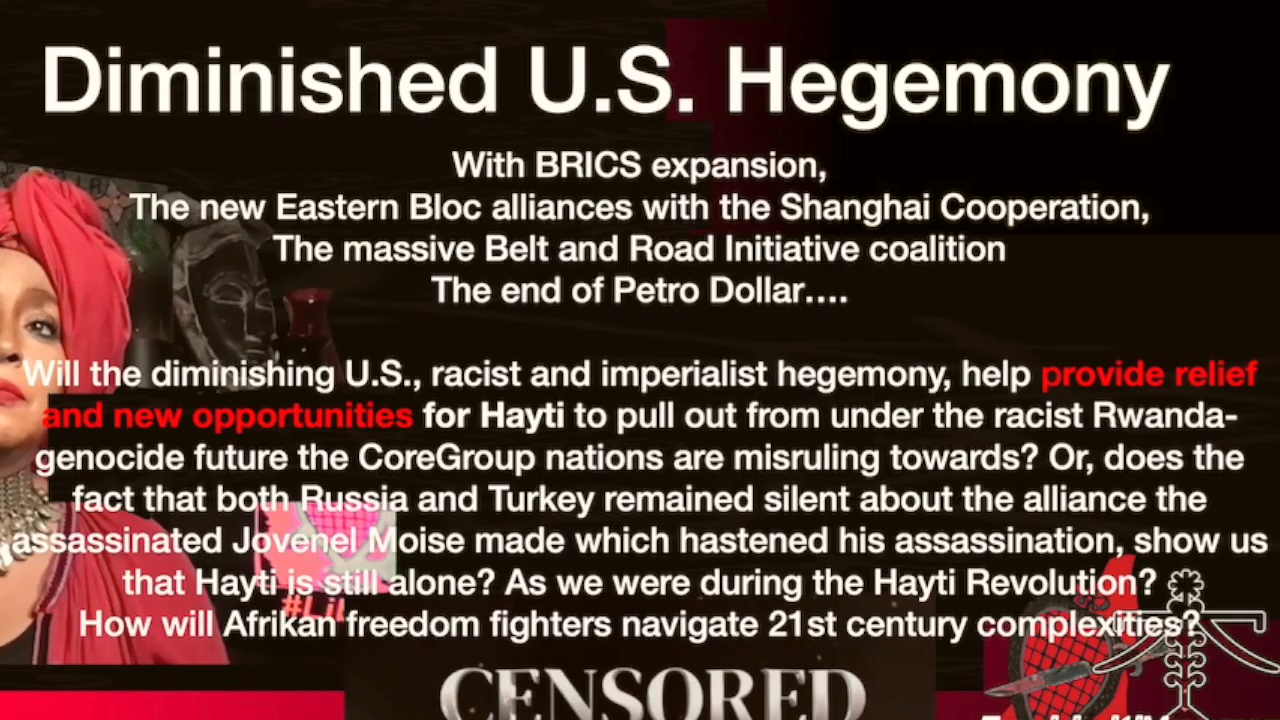 Diminished U.S. Hegemony
With BRICS expansion,
The new Eastern Bloc alliances with the Shanghai Cooperation,
The massive Belt and Road Initiative coalition
The end of Petro Dollar....
Will the diminishing U.S., racist and imperialist hegemony, help provide relief
and new opportunities for Hayti to pull out from under the racist Rwanda-
genocide future the CoreGroup nations are misruling towards? Or, does the
fact that both Russia and Turkey remained silent about the alliance the
assassinated Jovenel Moise made which hastened his assassination, show us
that Hayti is still alone? As we were during the Hayti Revolution?
How will Afrikan freedom fighters navigate 21st century complexities?
CENSORED